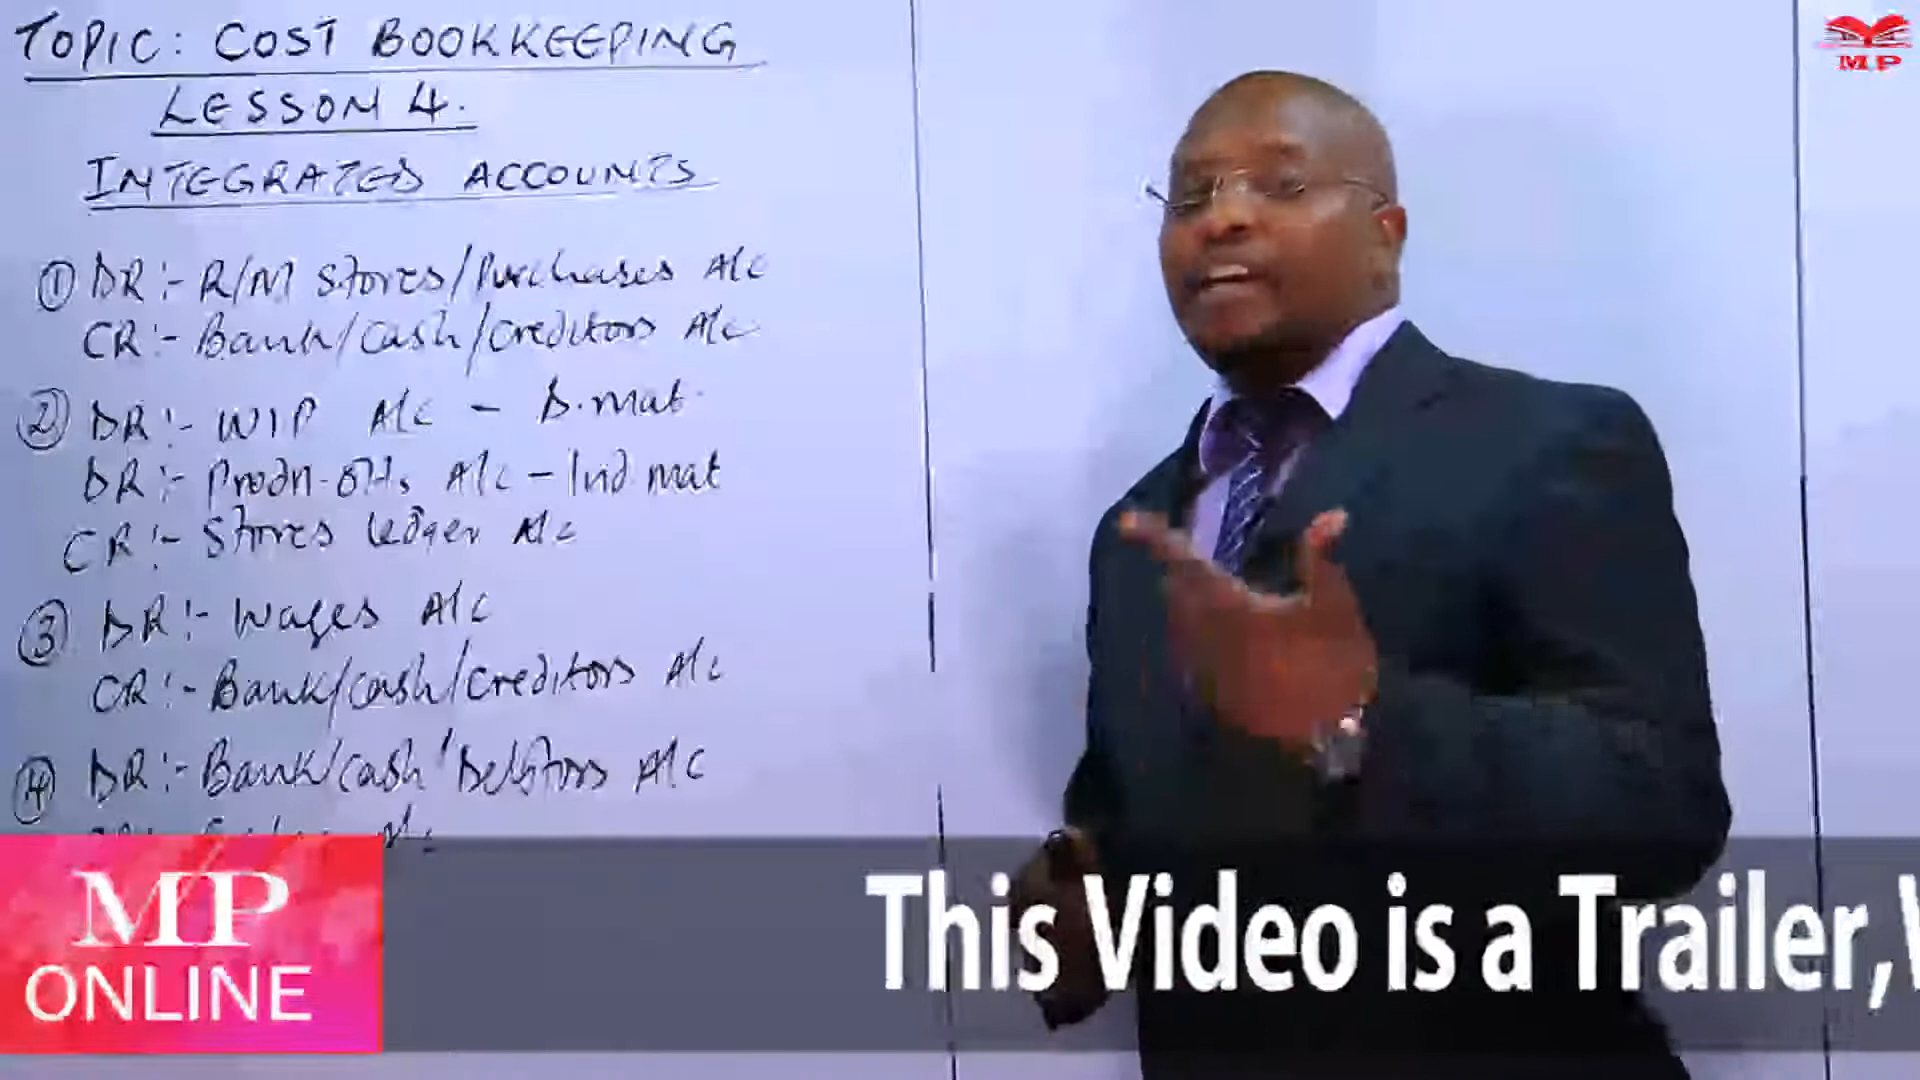 TOPIC: COST BOOKKEEPING
LESSON 4.
INTEGRATED ACCOUNTS
① DR:- R/M Stores/Purchases A/c
CR:- Bank/Cash/Creditors A/c
② DR:- WIP A/c - D.mat.
DR:- Prodn. OHs A/c - Ind mat
CR:- Stores ledger A/c
③ DR:- Wages A/c
CR:- Bank/cash/creditors A/c
④ DR:- Bank/cash/Debtors A/c
MP
MP
ONLINE
This Video is a Trailer,